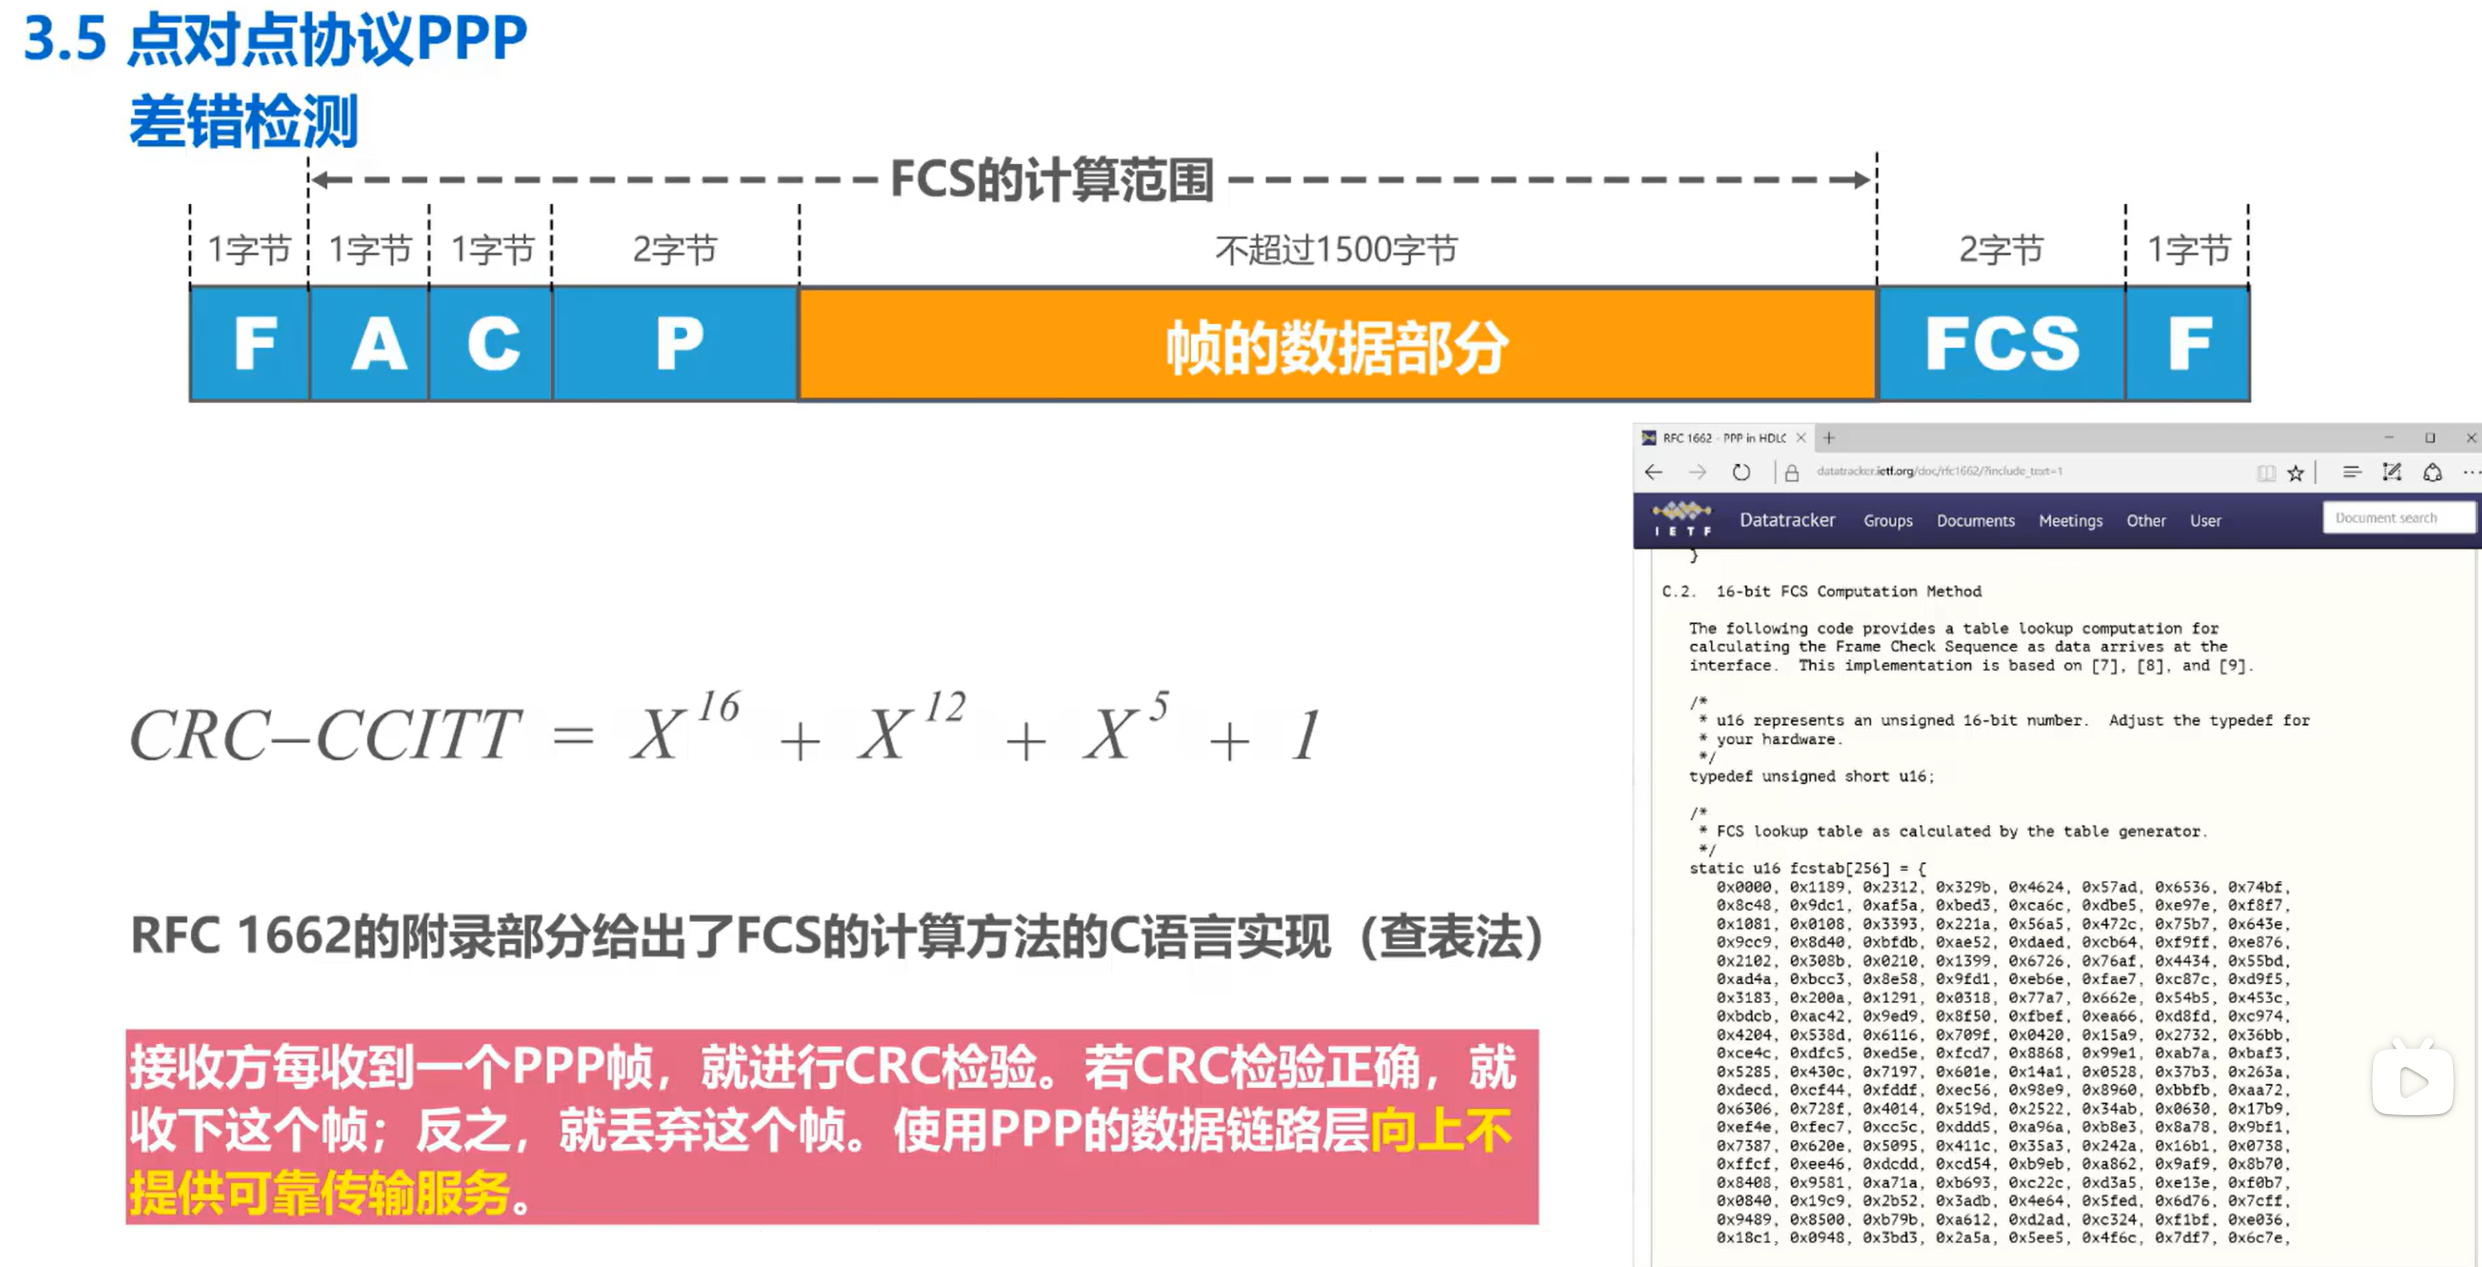 3.5 点对点协议PPP
差错检测
FCS的计算范围
1字节 1字节 1字节 2字节 不超过1500字节 2字节 1字节
F A C P 帧的数据部分 FCS F
CRC–CCITT = X^16 + X^12 + X^5 + 1
RFC 1662的附录部分给出了FCS的计算方法的C语言实现（查表法）
接收方每收到一个PPP帧，就进行CRC检验。若CRC检验正确，就
收下这个帧；反之，就丢弃这个帧。使用PPP的数据链路层向上不
提供可靠传输服务。
RFC 1662 - PPP in HDLC
datatracker.ietf.org/doc/rfc1662/?include_text=1
IETF Datatracker Groups Documents Meetings Other User Document search
}
C.2. 16-bit FCS Computation Method
The following code provides a table lookup computation for
calculating the Frame Check Sequence as data arrives at the
interface. This implementation is based on [7], [8], and [9].
/*
* u16 represents an unsigned 16-bit number. Adjust the typedef for
* your hardware.
*/
typedef unsigned short u16;
/*
* FCS lookup table as calculated by the table generator.
*/
static u16 fcstab[256] = {
0x0000, 0x1189, 0x2312, 0x329b, 0x4624, 0x57ad, 0x6536, 0x74bf,
0x8c48, 0x9dc1, 0xaf5a, 0xbed3, 0xca6c, 0xdbe5, 0xe97e, 0xf8f7,
0x1081, 0x0108, 0x3393, 0x221a, 0x56a5, 0x472c, 0x75b7, 0x643e,
0x9cc9, 0x8d40, 0xbfdb, 0xae52, 0xdaed, 0xcb64, 0xf9ff, 0xe876,
0x2102, 0x308b, 0x0210, 0x1399, 0x6726, 0x76af, 0x4434, 0x55bd,
0xad4a, 0xbcc3, 0x8e58, 0x9fd1, 0xeb6e, 0xfae7, 0xc87c, 0xd9f5,
0x3183, 0x200a, 0x1291, 0x0318, 0x77a7, 0x662e, 0x54b5, 0x453c,
0xbdcb, 0xac42, 0x9ed9, 0x8f50, 0xfbef, 0xea66, 0xd8fd, 0xc974,
0x4204, 0x538d, 0x6116, 0x709f, 0x0420, 0x15a9, 0x2732, 0x36bb,
0xce4c, 0xdfc5, 0xed5e, 0xfcd7, 0x8868, 0x99e1, 0xab7a, 0xbaf3,
0x5285, 0x430c, 0x7197, 0x601e, 0x14a1, 0x0528, 0x37b3, 0x263a,
0xdecd, 0xcf44, 0xfddf, 0xec56, 0x98e9, 0x8960, 0xbbfb, 0xaa72,
0x6306, 0x728f, 0x4014, 0x519d, 0x2522, 0x34ab, 0x0630, 0x17b9,
0xef4e, 0xfec7, 0xcc5c, 0xddd5, 0xa96a, 0xb8e3, 0x8a78, 0x9bf1,
0x7387, 0x620e, 0x5095, 0x411c, 0x35a3, 0x242a, 0x16b1, 0x0738,
0xffcf, 0xee46, 0xdcdd, 0xcd54, 0xb9eb, 0xa862, 0x9af9, 0x8b70,
0x8408, 0x9581, 0xa71a, 0xb693, 0xc22c, 0xd3a5, 0xe13e, 0xf0b7,
0x0840, 0x19c9, 0x2b52, 0x3adb, 0x4e64, 0x5fed, 0x6d76, 0x7cff,
0x9489, 0x8500, 0xb79b, 0xa612, 0xd2ad, 0xc324, 0xf1bf, 0xe036,
0x18c1, 0x0948, 0x3bd3, 0x2a5a, 0x5ee5, 0x4f6c, 0x7df7, 0x6c7e,